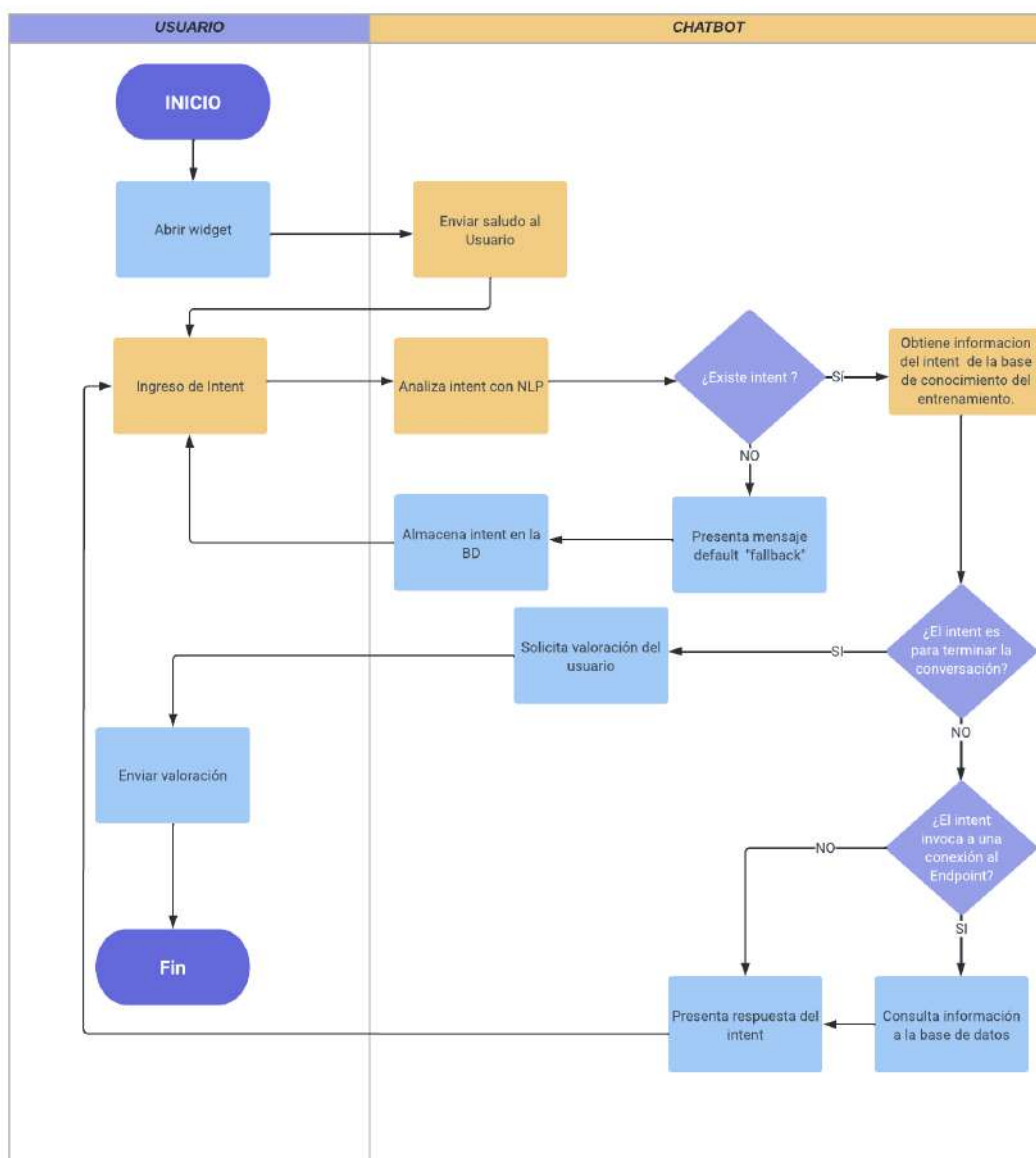 USUARIO
CHATBOT
INICIO
Abrir widget
Enviar saludo al
Usuario
Ingreso de Intent
Analiza intent con NLP
¿Existe intent ?
Sí
Obtiene informacion
del intent de la base
de conocimiento del
entrenamiento.
NO
Almacena intent en la
BD
Presenta mensaje
default "fallback"
Solicita valoración del
usuario
SI
¿El intent es
para terminar la
conversación?
NO
Enviar valoración
¿El intent
invoca a una
conexión al
Endpoint?
NO
SI
Fin
Presenta respuesta del
intent
Consulta información
a la base de datos